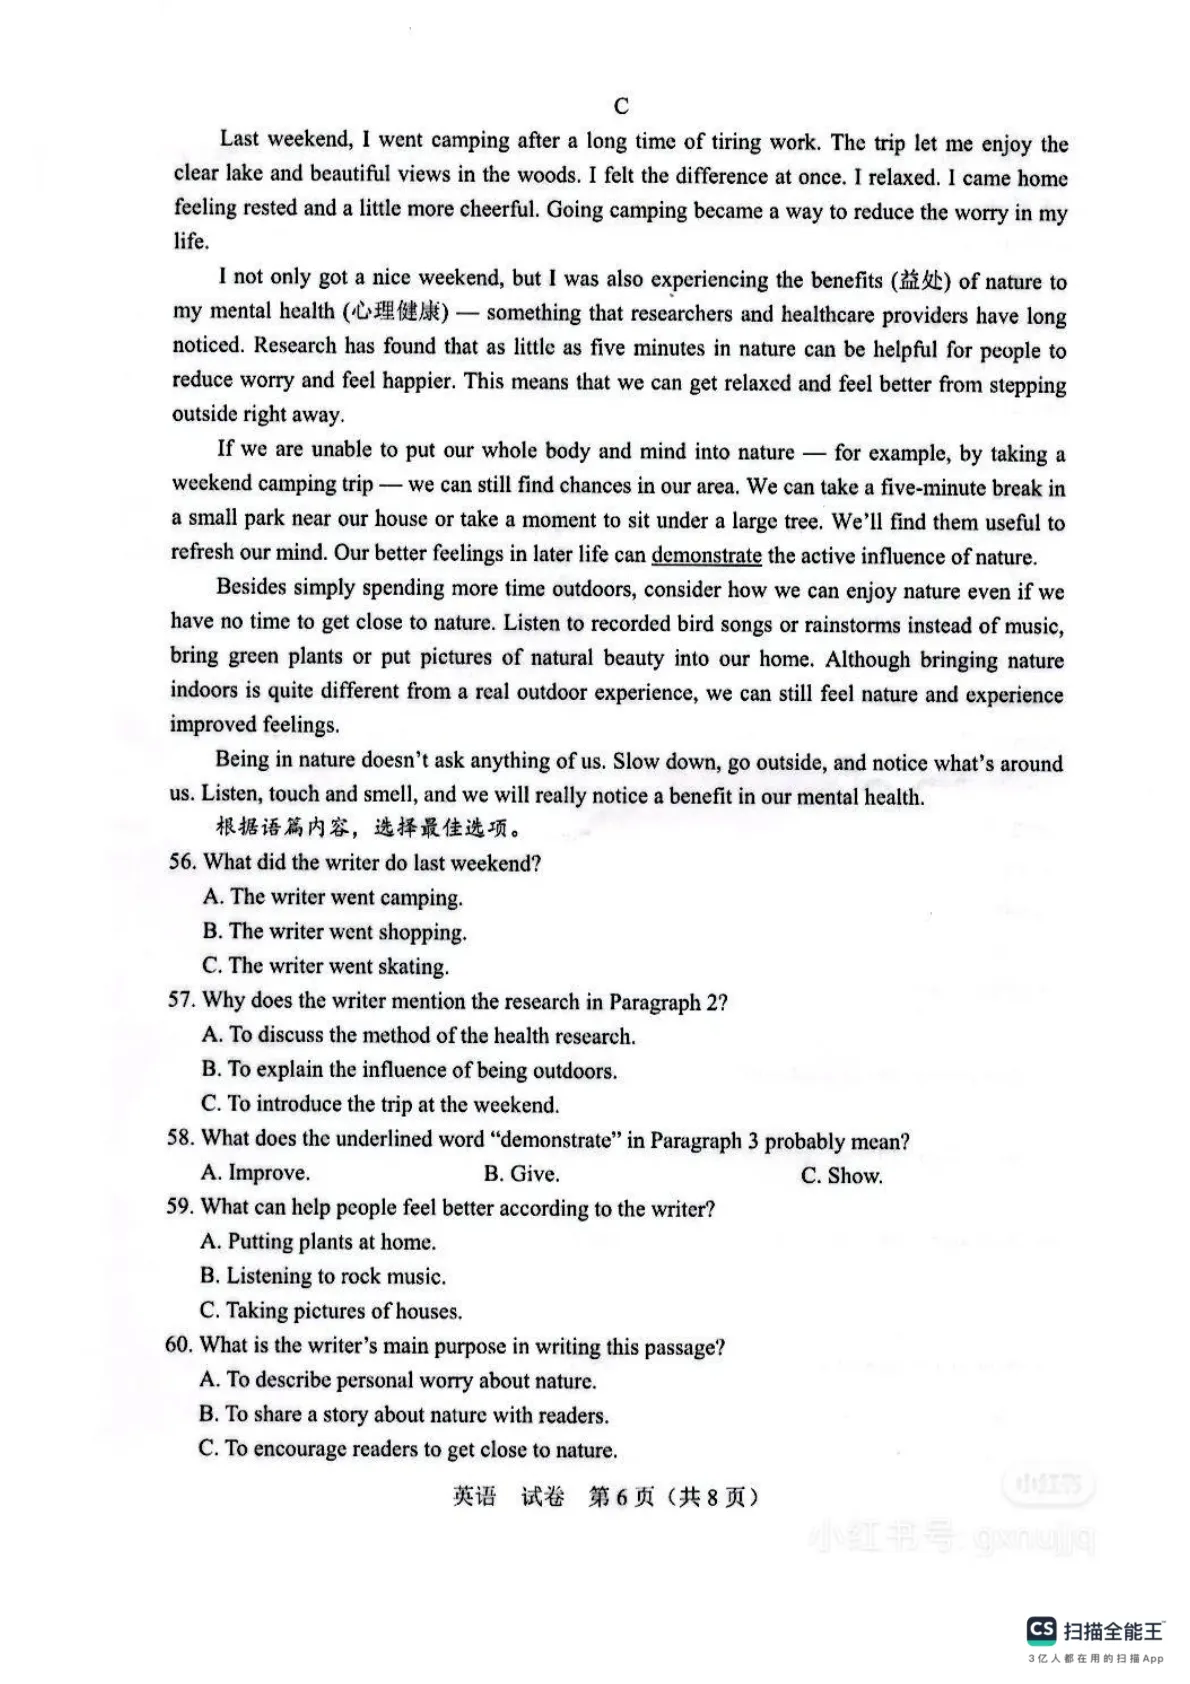 C
Last weekend, I went camping after a long time of tiring work. The trip let me enjoy the
clear lake and beautiful views in the woods. I felt the difference at once. I relaxed. I came home
feeling rested and a little more cheerful. Going camping became a way to reduce the worry in my
life.
I not only got a nice weekend, but I was also experiencing the benefits (益处) of nature to
my mental health (心理健康) — something that researchers and healthcare providers have long
noticed. Research has found that as little as five minutes in nature can be helpful for people to
reduce worry and feel happier. This means that we can get relaxed and feel better from stepping
outside right away.
If we are unable to put our whole body and mind into nature — for example, by taking a
weekend camping trip — we can still find chances in our area. We can take a five-minute break in
a small park near our house or take a moment to sit under a large tree. We'll find them useful to
refresh our mind. Our better feelings in later life can demonstrate the active influence of nature.
Besides simply spending more time outdoors, consider how we can enjoy nature even if we
have no time to get close to nature. Listen to recorded bird songs or rainstorms instead of music,
bring green plants or put pictures of natural beauty into our home. Although bringing nature
indoors is quite different from a real outdoor experience, we can still feel nature and experience
improved feelings.
Being in nature doesn't ask anything of us. Slow down, go outside, and notice what's around
us. Listen, touch and smell, and we will really notice a benefit in our mental health.
根据语篇内容，选择最佳选项。
56. What did the writer do last weekend?
A. The writer went camping.
B. The writer went shopping.
C. The writer went skating.
57. Why does the writer mention the research in Paragraph 2?
A. To discuss the method of the health research.
B. To explain the influence of being outdoors.
C. To introduce the trip at the weekend.
58. What does the underlined word “demonstrate” in Paragraph 3 probably mean?
A. Improve. B. Give. C. Show.
59. What can help people feel better according to the writer?
A. Putting plants at home.
B. Listening to rock music.
C. Taking pictures of houses.
60. What is the writer's main purpose in writing this passage?
A. To describe personal worry about nature.
B. To share a story about nature with readers.
C. To encourage readers to get close to nature.
英语 试卷 第 6 页（共 8 页）
小红书
小红书号: gxnujjq
CS 扫描全能王™
3亿人都在用的扫描App